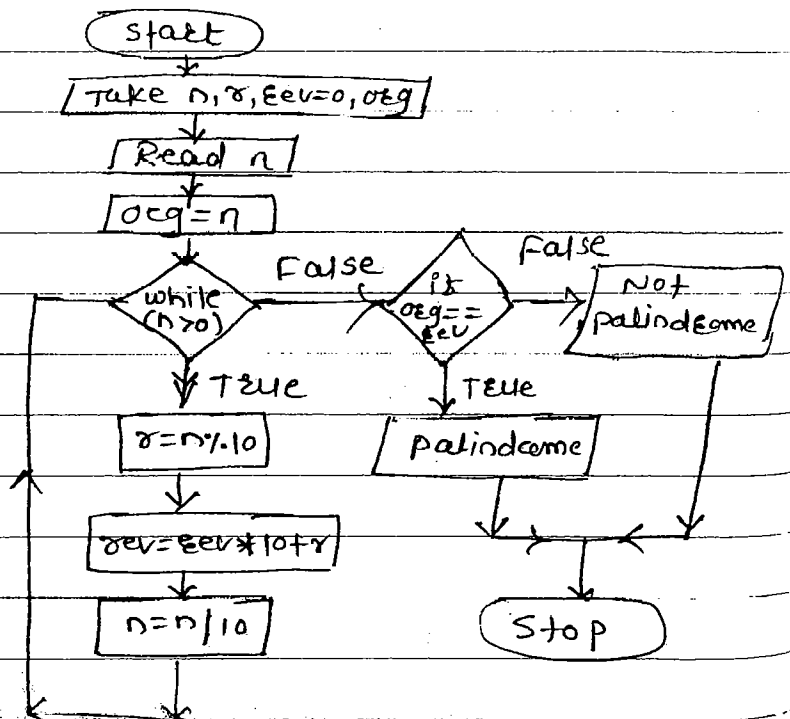 Start
Take n, r, rev=0, org
Read n
org = n
while
(n>0)
False
True
r=n%10
rev=rev*10+r
n=n/10
if
org==
rev
False
Not
palindrome
True
palindrome
Stop